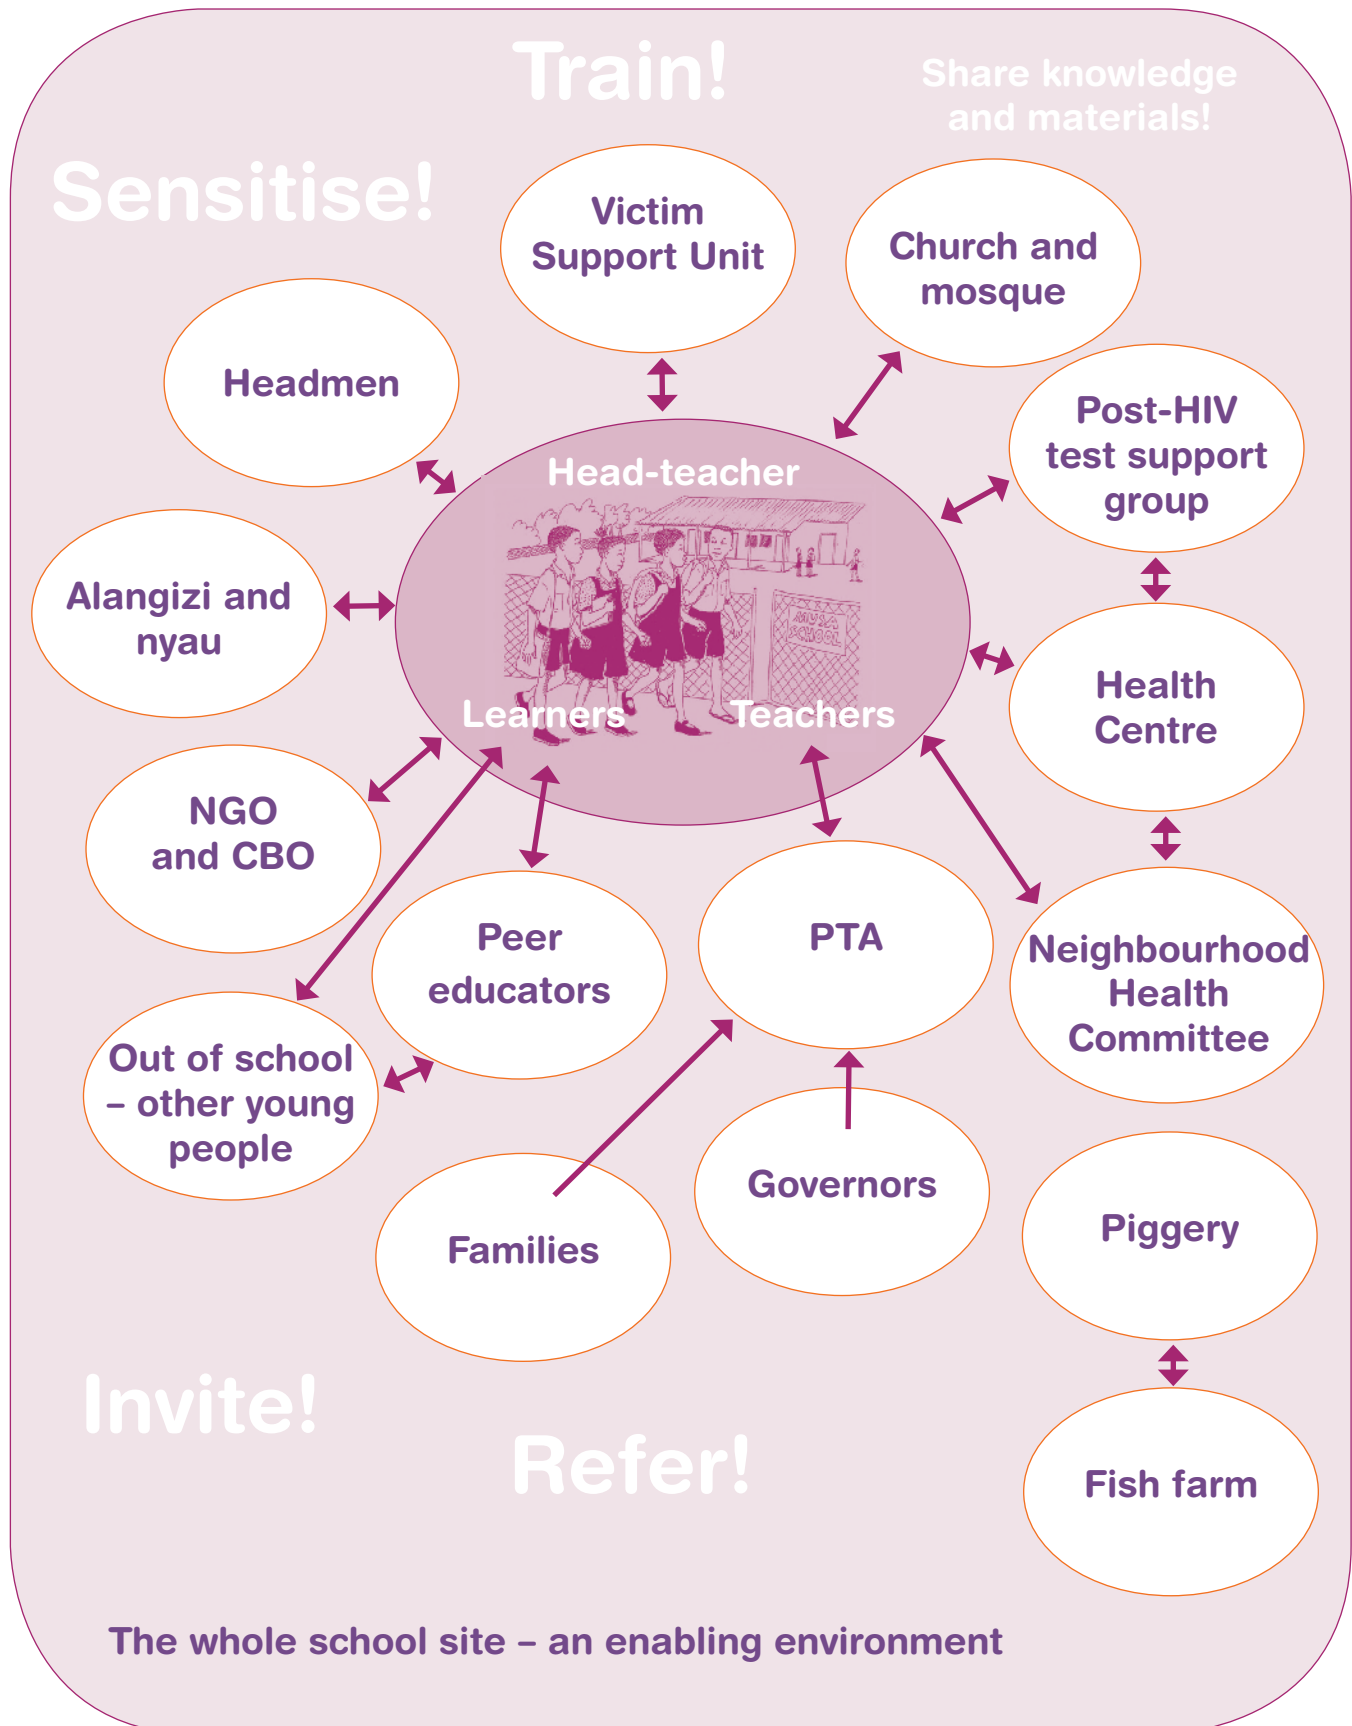 Train!
Share knowledge
and materials!
Sensitise!
Victim
Support Unit
Church and
mosque
Headmen
Post-HIV
test support
group
Head-teacher
MUSA
SCHOOL
Alangizi and
nyau
Learners
Teachers
Health
Centre
NGO
and CBO
Peer
educators
PTA
Neighbourhood
Health
Committee
Out of school
– other young
people
Families
Governors
Piggery
Invite!
Refer!
Fish farm
The whole school site – an enabling environment